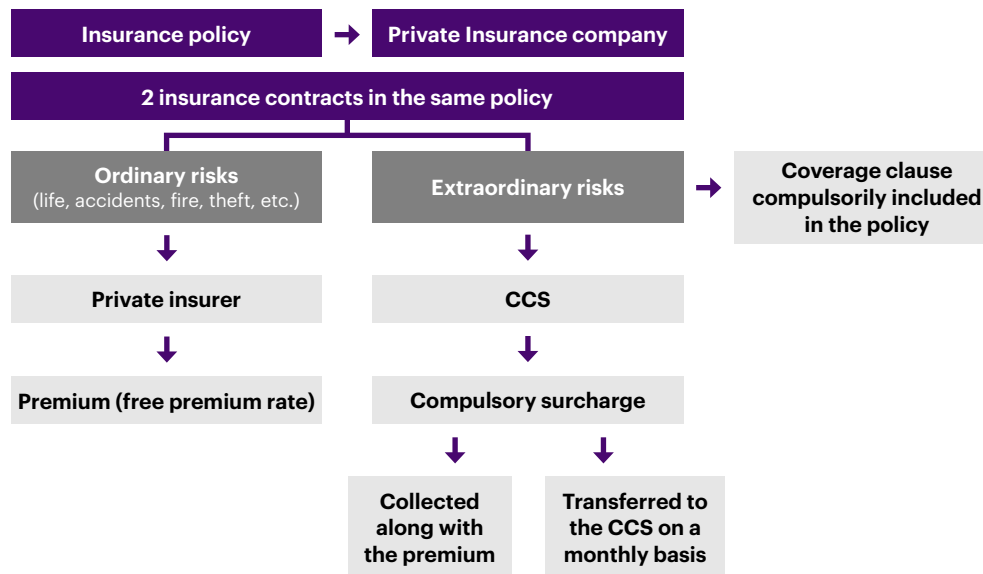 Insurance policy
Private Insurance company
2 insurance contracts in the same policy
Ordinary risks
(life, accidents, fire, theft, etc.)
Extraordinary risks
Coverage clause
compulsorily included
in the policy
Private insurer
CCS
Premium (free premium rate)
Compulsory surcharge
Collected
along with
the premium
Transferred to
the CCS on a
monthly basis